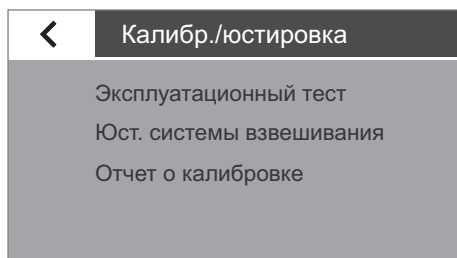 Калибр./юстировка
Эксплуатационный тест
Юст. системы взвешивания
Отчет о калибровке